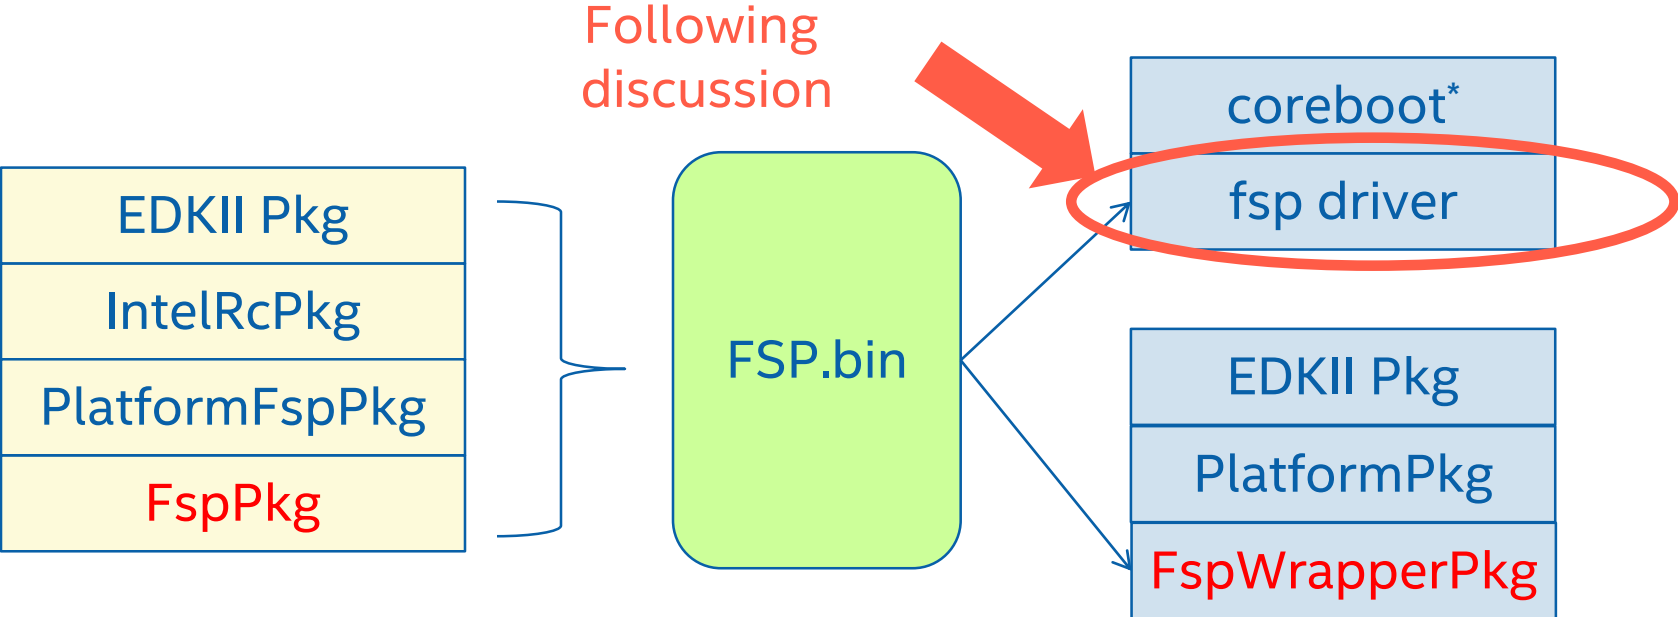 Following
discussion
EDKII Pkg
IntelRcPkg
PlatformFspPkg
FspPkg
FSP.bin
coreboot*
fsp driver
EDKII Pkg
PlatformPkg
FspWrapperPkg